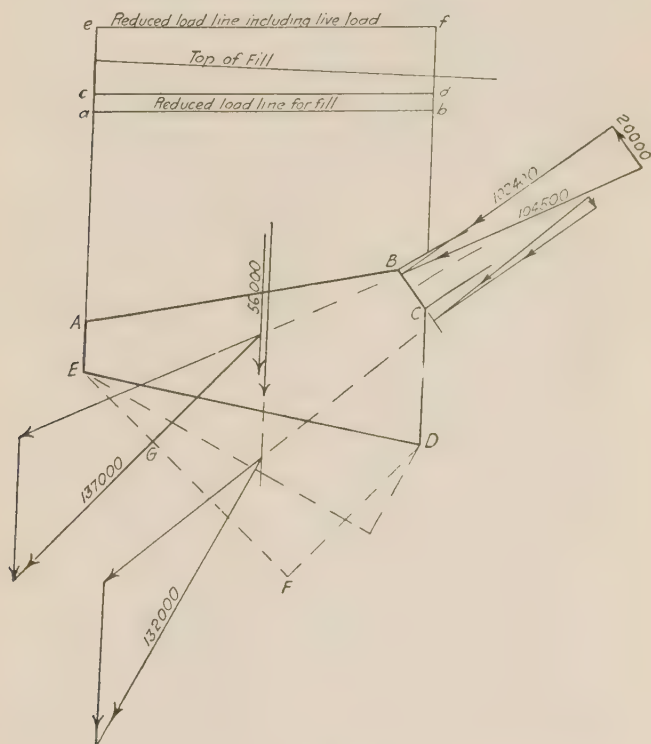 e Reduced load line including live load f
Top of Fill
c d
a Reduced load line for fill b
20000
104500
56000
B
A
C
E
D
G
137000
F
132000